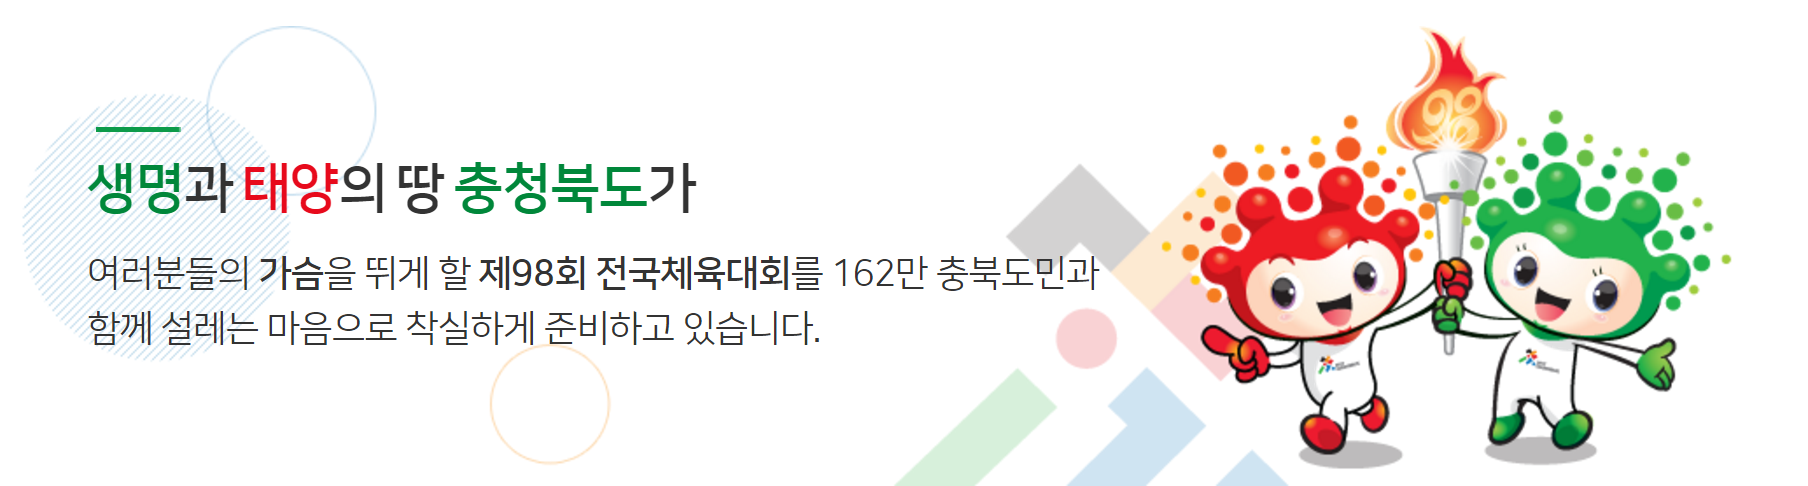 생명과 태양의 땅 충청북도가
여러분들의 가슴을 뛰게 할 제98회 전국체육대회를 162만 충북도민과
함께 설레는 마음으로 착실하게 준비하고 있습니다.
98